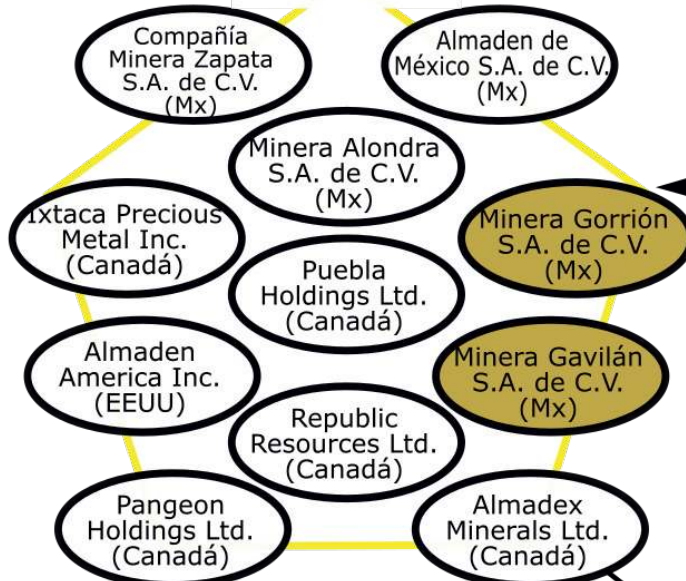 Compañía
Minera Zapata
S.A. de C.V.
(Mx)
Almaden de
México S.A. de C.V.
(Mx)
Minera Alondra
S.A. de C.V.
(Mx)
Ixtaca Precious
Metal Inc.
(Canadá)
Minera Gorrión
S.A. de C.V.
(Mx)
Puebla
Holdings Ltd.
(Canadá)
Almaden
America Inc.
(EEUU)
Minera Gavilán
S.A. de C.V.
(Mx)
Republic
Resources Ltd.
(Canadá)
Pangeon
Holdings Ltd.
(Canadá)
Almadex
Minerals Ltd.
(Canadá)